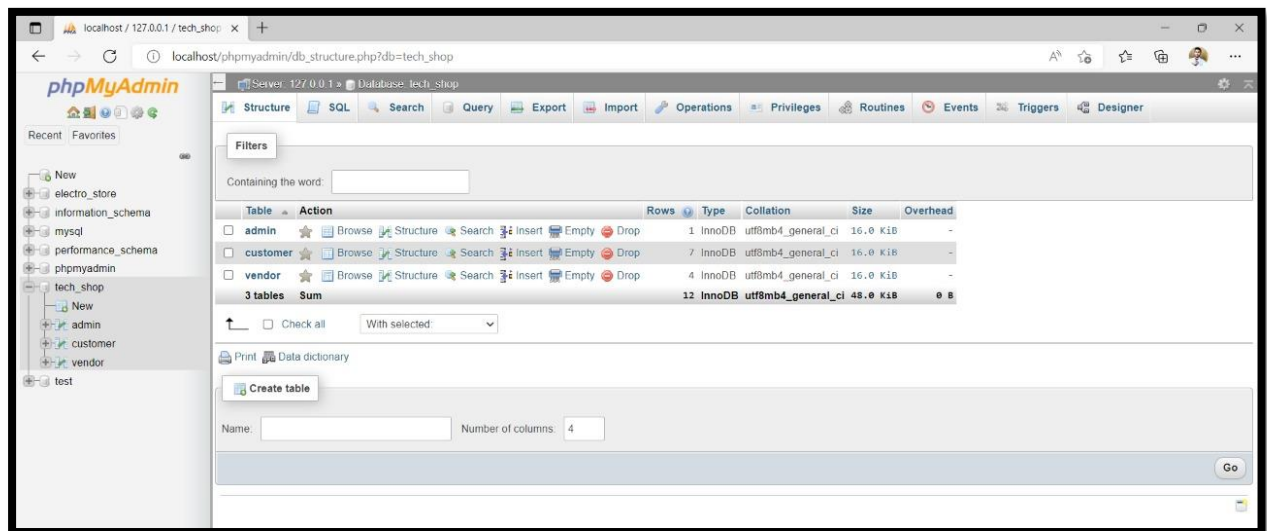 localhost / 127.0.0.1 / tech_shop
localhost/phpmyadmin/db_structure.php?db=tech_shop
phpMyAdmin
Recent Favorites
New
electro_store
information_schema
mysql
performance_schema
phpmyadmin
tech_shop
New
admin
customer
vendor
test
Server: 127.0.0.1 » Database: tech_shop
Structure SQL Search Query Export Import Operations Privileges Routines Events Triggers Designer
Filters
Containing the word:
Table Action Rows Type Collation Size Overhead
admin Browse Structure Search Insert Empty Drop 1 InnoDB utf8mb4_general_ci 16.0 KiB -
customer Browse Structure Search Insert Empty Drop 7 InnoDB utf8mb4_general_ci 16.0 KiB -
vendor Browse Structure Search Insert Empty Drop 4 InnoDB utf8mb4_general_ci 16.0 KiB -
3 tables Sum 12 InnoDB utf8mb4_general_ci 48.0 KiB 0 B
Check all With selected:
Print Data dictionary
Create table
Name: Number of columns: 4
Go